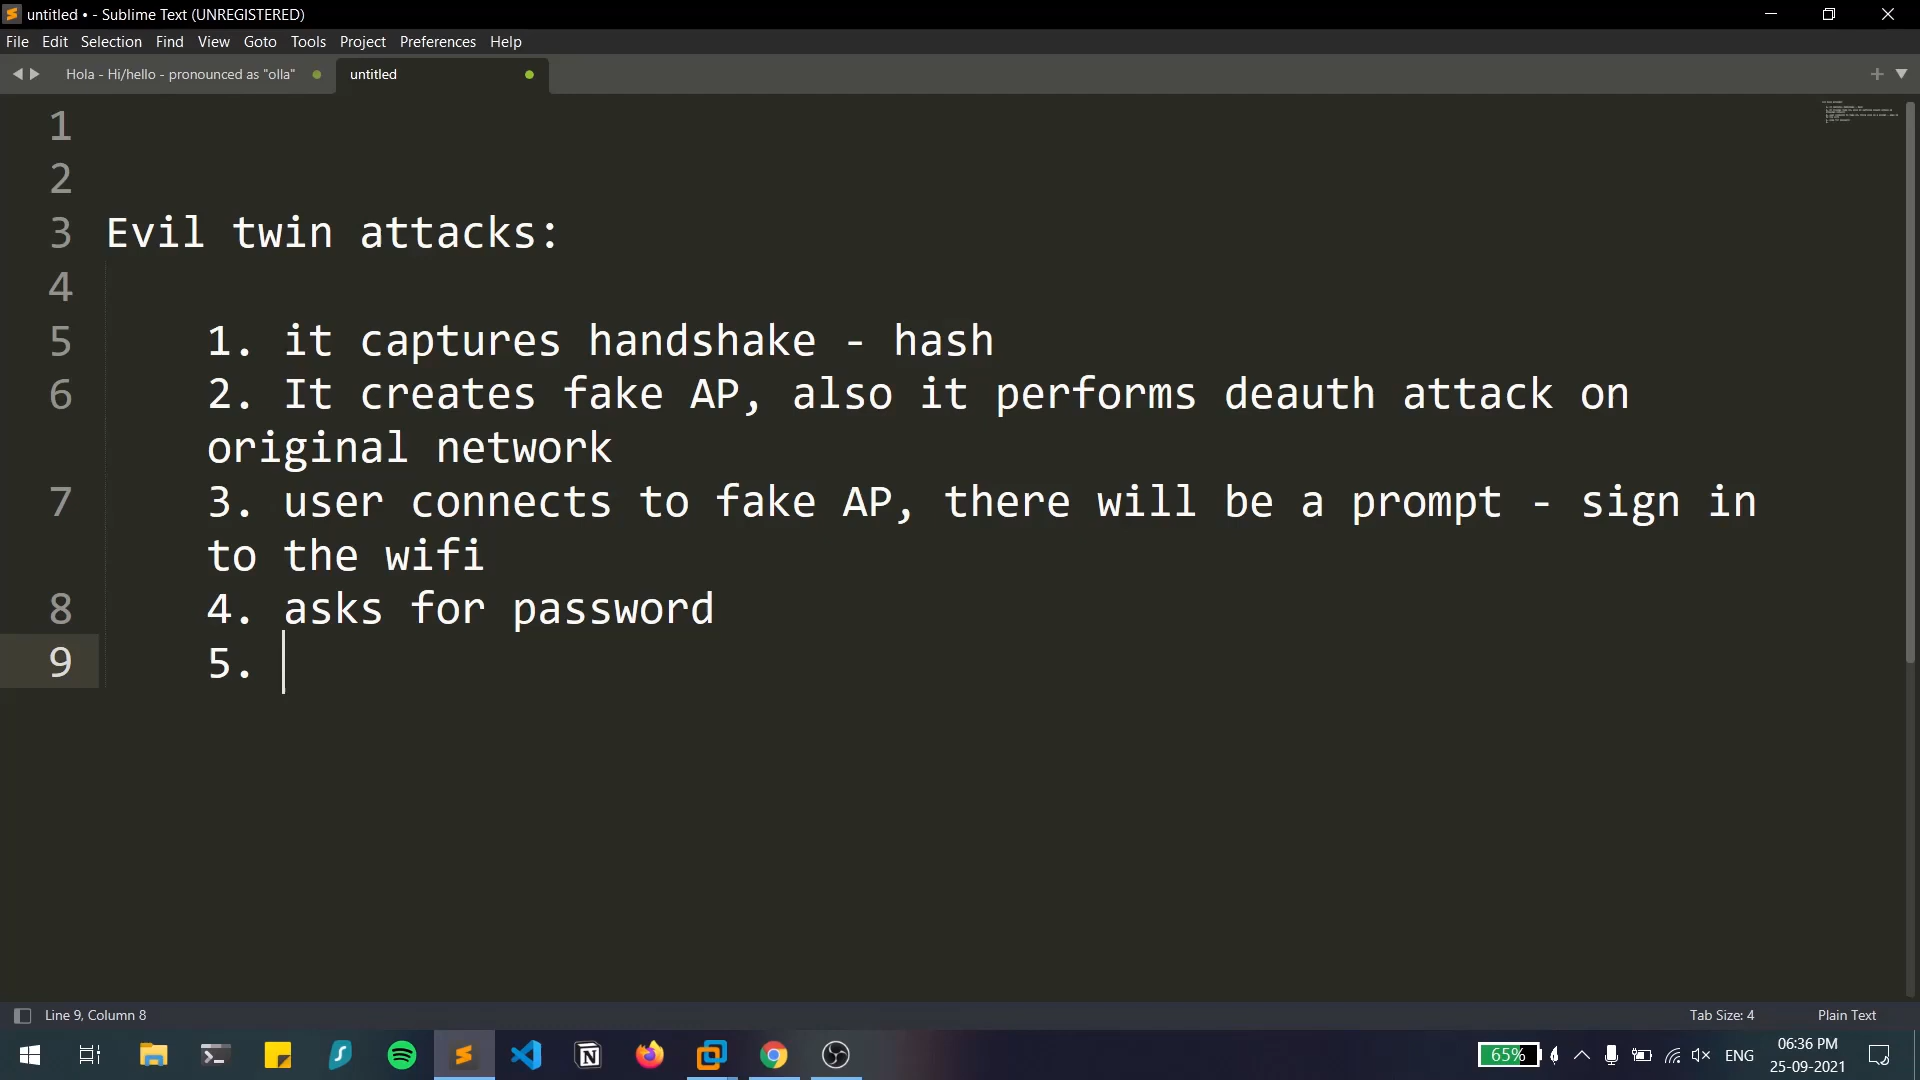 untitled • - Sublime Text (UNREGISTERED)
File Edit Selection Find View Goto Tools Project Preferences Help
Hola - Hi/hello - pronounced as "olla" untitled
1
2
3 Evil twin attacks:
4
5 1. it captures handshake - hash
6 2. It creates fake AP, also it performs deauth attack on
original network
7 3. user connects to fake AP, there will be a prompt - sign in
to the wifi
8 4. asks for password
9 5.
Line 9, Column 8 Tab Size: 4 Plain Text
65% ENG 06:36 PM
25-09-2021